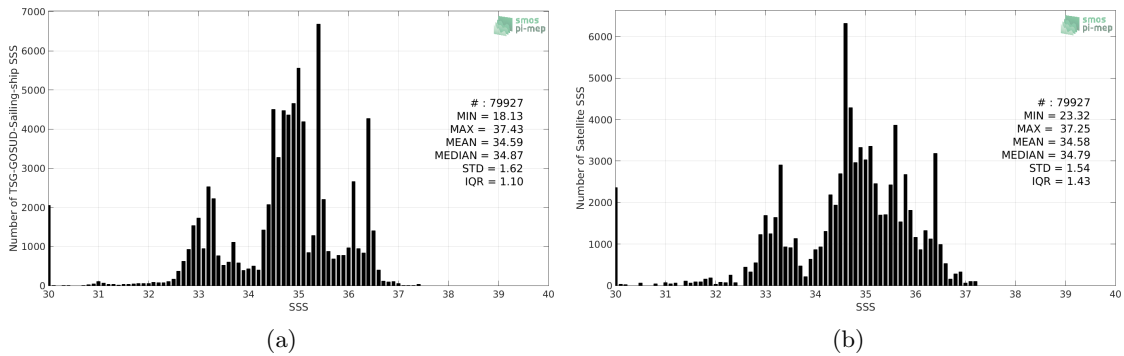 7000
6000
5000
4000
3000
2000
1000
0
30 31 32 33 34 35 36 37 38 39 40
SSS
Number of TSG-GOSUD-Sailing-ship SSS
smos
pi-mep
# : 79927
MIN = 18.13
MAX = 37.43
MEAN = 34.59
MEDIAN = 34.87
STD = 1.62
IQR = 1.10
(a)
6000
5000
4000
3000
2000
1000
0
30 31 32 33 34 35 36 37 38 39 40
SSS
Number of Satellite SSS
smos
pi-mep
# : 79927
MIN = 23.32
MAX = 37.25
MEAN = 34.58
MEDIAN = 34.79
STD = 1.54
IQR = 1.43
(b)